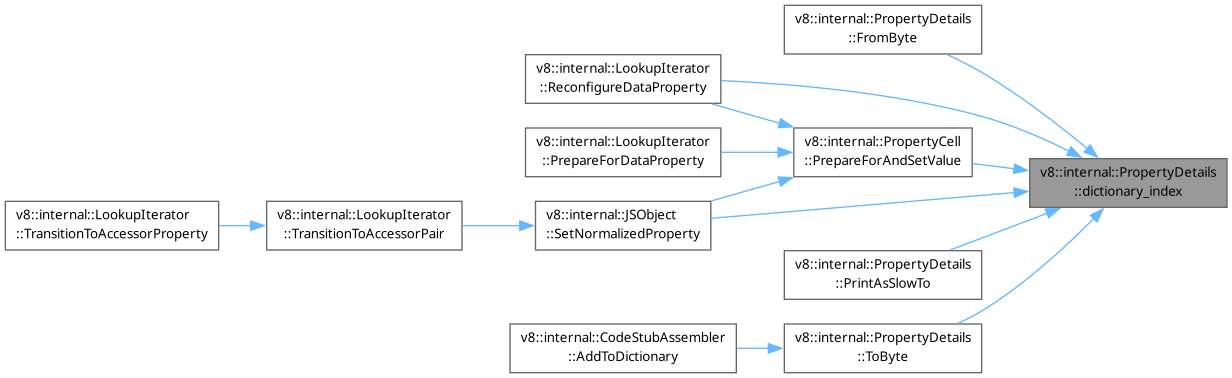 v8::internal::PropertyDetails
::FromByte
v8::internal::LookupIterator
::ReconfigureDataProperty
v8::internal::LookupIterator
::PrepareForDataProperty
v8::internal::PropertyCell
::PrepareForAndSetValue
v8::internal::PropertyDetails
::dictionary_index
v8::internal::LookupIterator
::TransitionToAccessorProperty
v8::internal::LookupIterator
::TransitionToAccessorPair
v8::internal::JSObject
::SetNormalizedProperty
v8::internal::PropertyDetails
::PrintAsSlowTo
v8::internal::CodeStubAssembler
::AddToDictionary
v8::internal::PropertyDetails
::ToByte